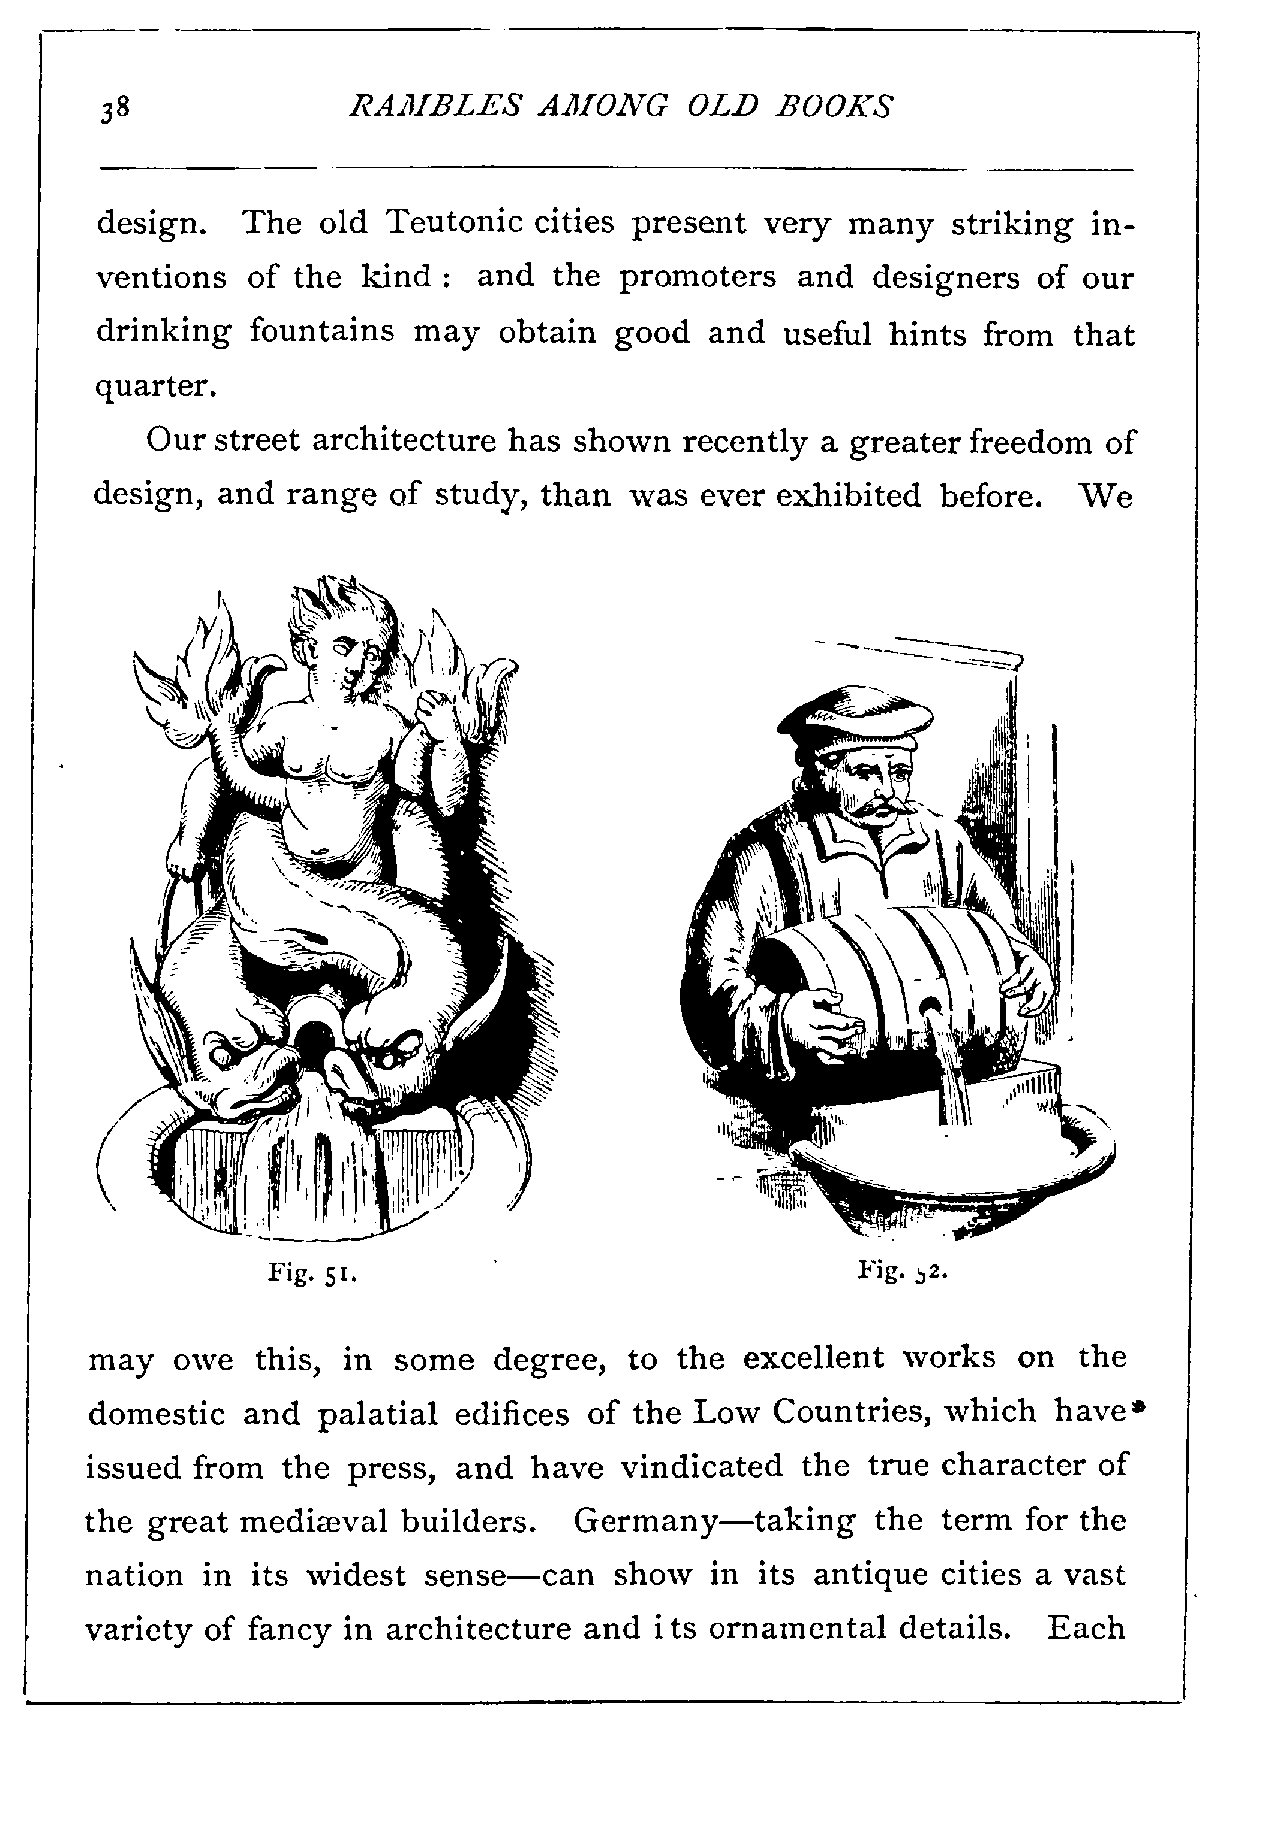 38 RAMBLES AMONG OLD BOOKS
design. The old Teutonic cities present very many striking in-
ventions of the kind : and the promoters and designers of our
drinking fountains may obtain good and useful hints from that
quarter.
Our street architecture has shown recently a greater freedom of
design, and range of study, than was ever exhibited before. We
Fig. 51.
Fig. 52.
may owe this, in some degree, to the excellent works on the
domestic and palatial edifices of the Low Countries, which have
issued from the press, and have vindicated the true character of
the great mediæval builders. Germany—taking the term for the
nation in its widest sense—can show in its antique cities a vast
variety of fancy in architecture and its ornamental details. Each